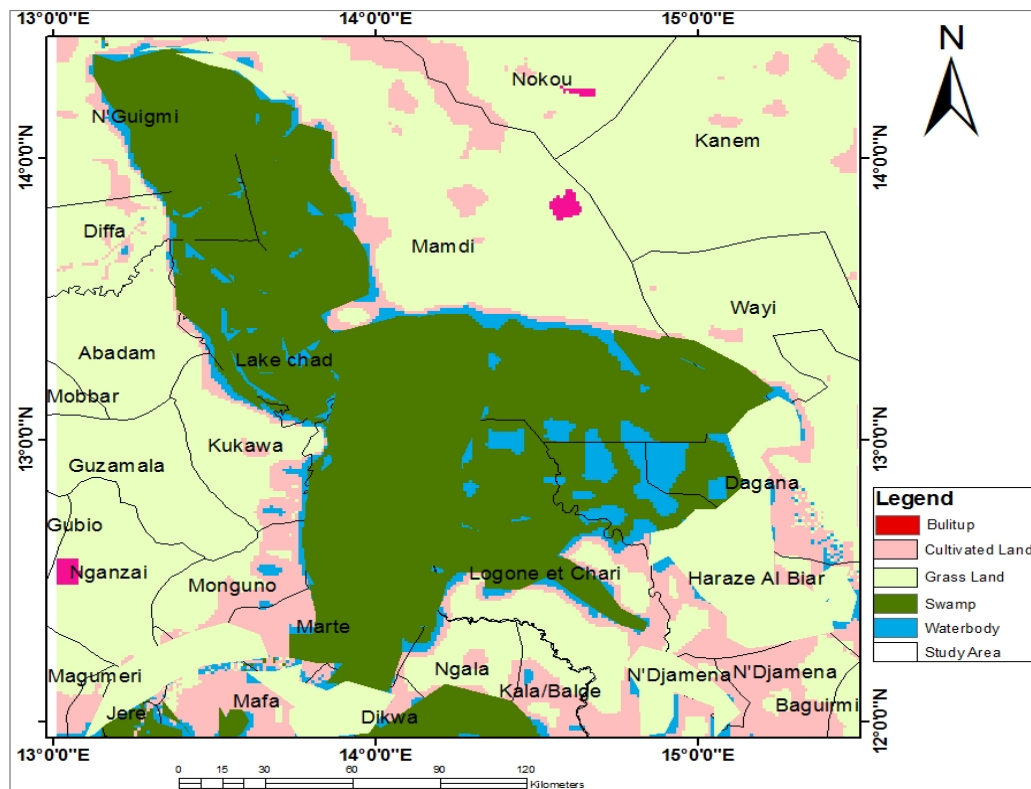 13°0'0"E
14°0'0"E
15°0'0"E
N
Nokou
N'Guigmi
Kanem
14°0'0"N
14°0'0"N
Diffa
Mamdi
Wayi
Abadam
Lake chad
Mobbar
Kukawa
13°0'0"N
13°0'0"N
Guzamala
Dagana
Gubio
Nganzai
Monguno
Logone et Chari
Haraze Al Biar
Marte
Magumeri
Ngala
N'Djamena
N'Djamena
Mafa
Kala/Balde
Baguirmi
Jere
Dikwa
12°0'0"N
12°0'0"N
Legend
Bulitup
Cultivated Land
Grass Land
Swamp
Waterbody
Study Area
13°0'0"E
14°0'0"E
15°0'0"E
0 15 30 60 90 120
Kilometers